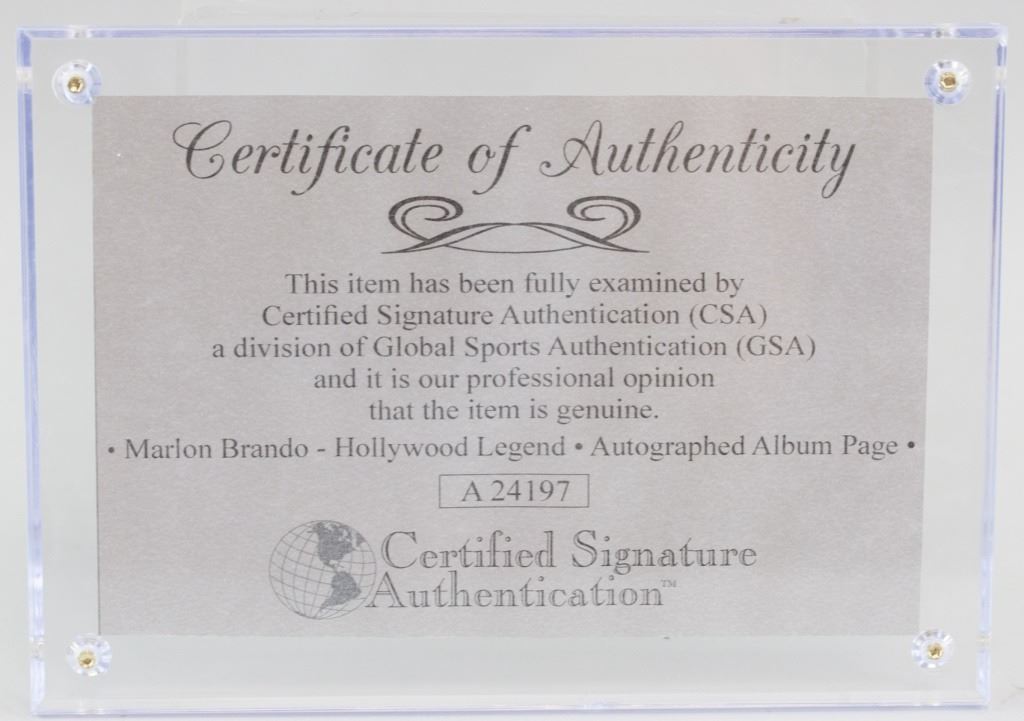 Certificate of Authenticity
This item has been fully examined by
Certified Signature Authentication (CSA)
a division of Global Sports Authentication (GSA)
and it is our professional opinion
that the item is genuine.
• Marlon Brando - Hollywood Legend • Autographed Album Page •
A 24197
Certified Signature
Authentication™